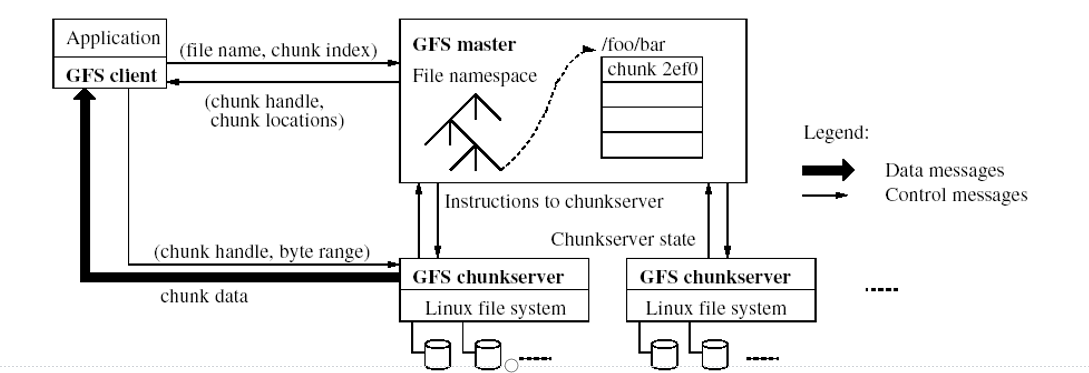 Application
GFS client
(file name, chunk index)
(chunk handle,
chunk locations)
GFS master
File namespace
/foo/bar
chunk 2ef0
Legend:
Data messages
Control messages
Instructions to chunkserver
Chunkserver state
(chunk handle, byte range)
chunk data
GFS chunkserver
Linux file system
GFS chunkserver
Linux file system